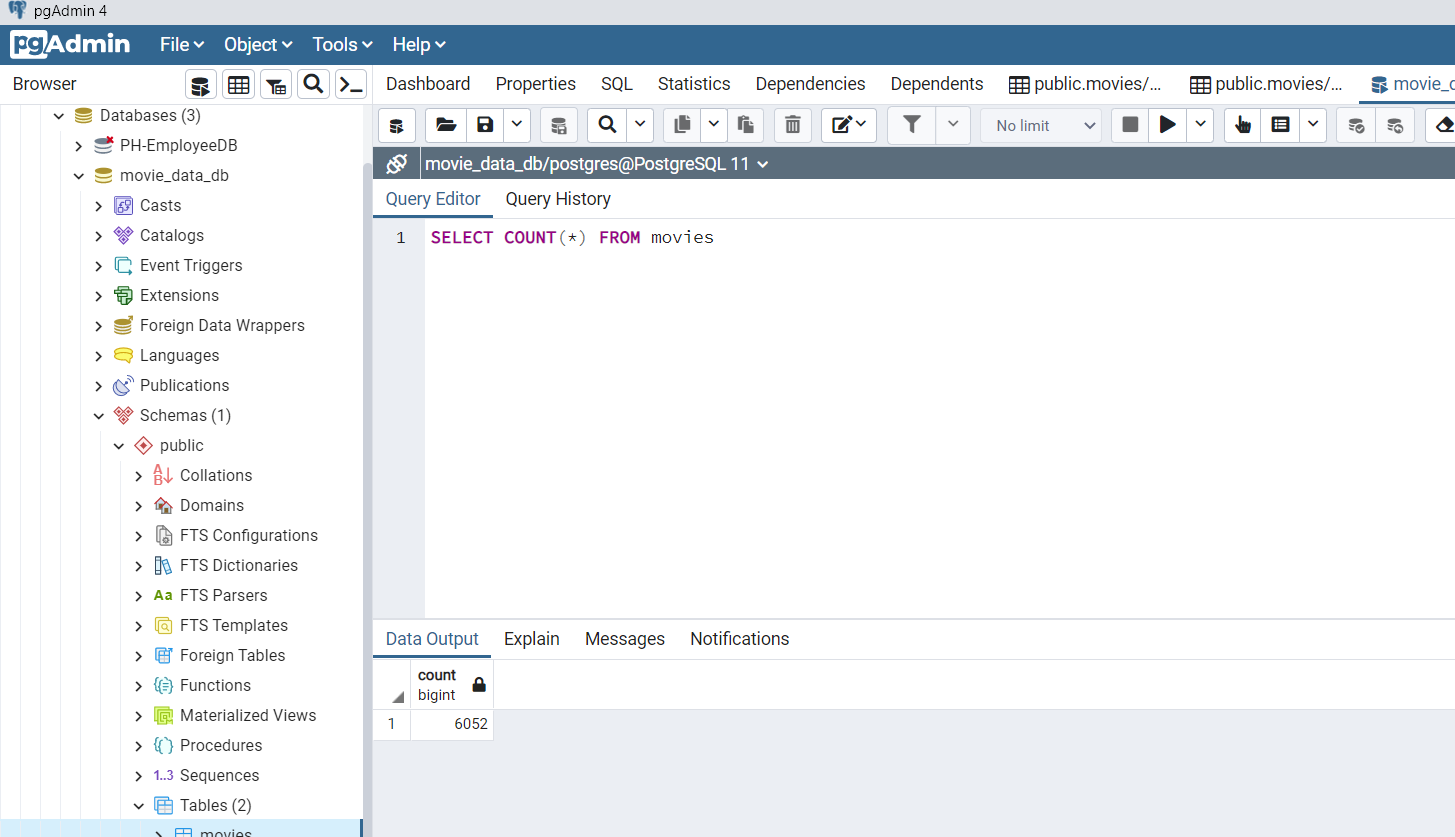 pgAdmin 4
pgAdmin File Object Tools Help
Browser
Dashboard Properties SQL Statistics Dependencies Dependents public.movies/... public.movies/... movie_d
No limit
movie_data_db/postgres@PostgreSQL 11
Query Editor Query History
1 SELECT COUNT(*) FROM movies
Databases (3)
PH-EmployeeDB
movie_data_db
Casts
Catalogs
Event Triggers
Extensions
Foreign Data Wrappers
Languages
Publications
Schemas (1)
public
Collations
Domains
FTS Configurations
FTS Dictionaries
Aa FTS Parsers
FTS Templates
Foreign Tables
Functions
Materialized Views
Procedures
1..3 Sequences
Tables (2)
movies
Data Output Explain Messages Notifications
count
bigint
1 6052